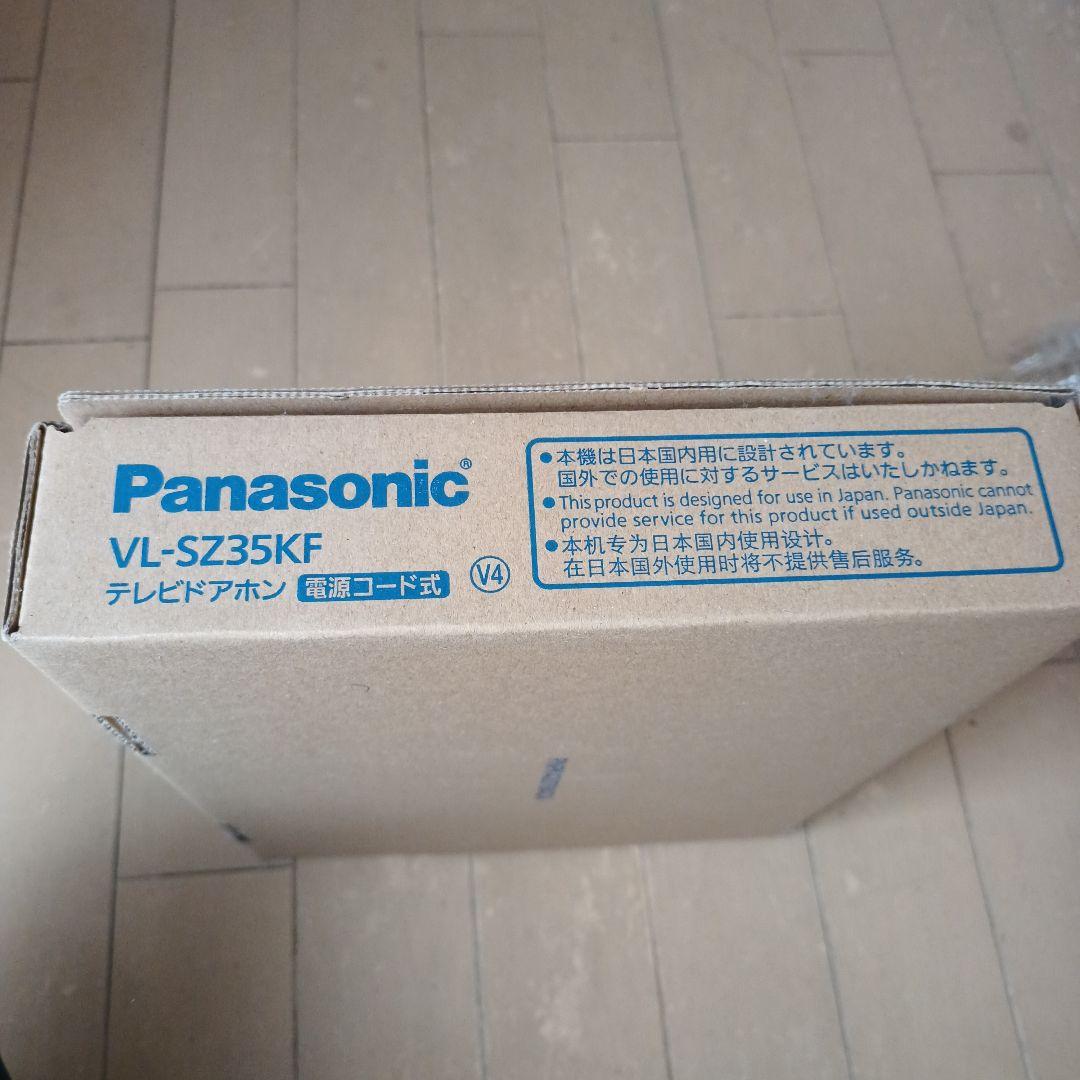 Panasonic®
VL-SZ35KF
テレビドアホン 電源コード式 V4
●本機は日本国内用に設計されています。
国外での使用に対するサービスはいたしかねます。
●This product is designed for use in Japan. Panasonic cannot
provide service for this product if used outside Japan.
●本机专为日本国内使用设计。
在日本国外使用时将不提供售后服务。